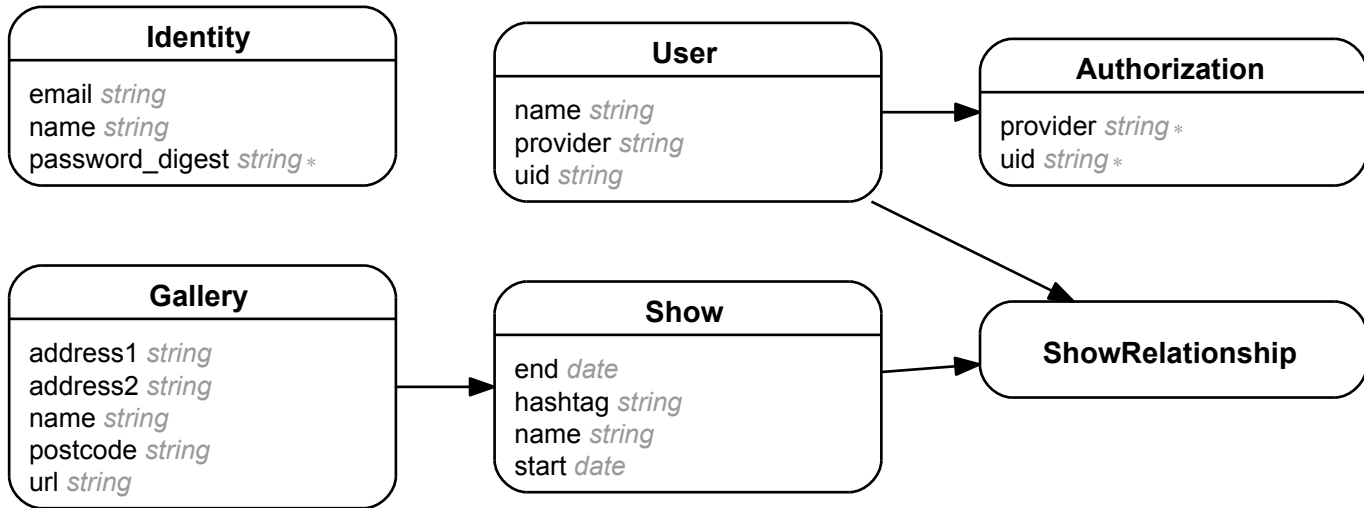 Identity
email string
name string
password_digest string *
User
name string
provider string
uid string
Authorization
provider string *
uid string *
Gallery
address1 string
address2 string
name string
postcode string
url string
Show
end date
hashtag string
name string
start date
ShowRelationship